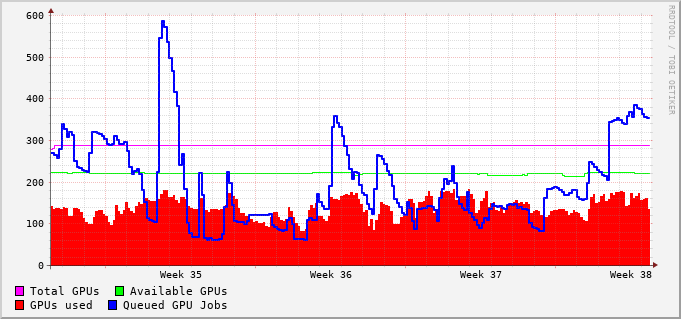 600
500
400
300
200
100
0
Week 35 Week 36 Week 37 Week 38
Total GPUs Available GPUs
GPUs used Queued GPU Jobs
RRDTOOL / TOBI OETIKER